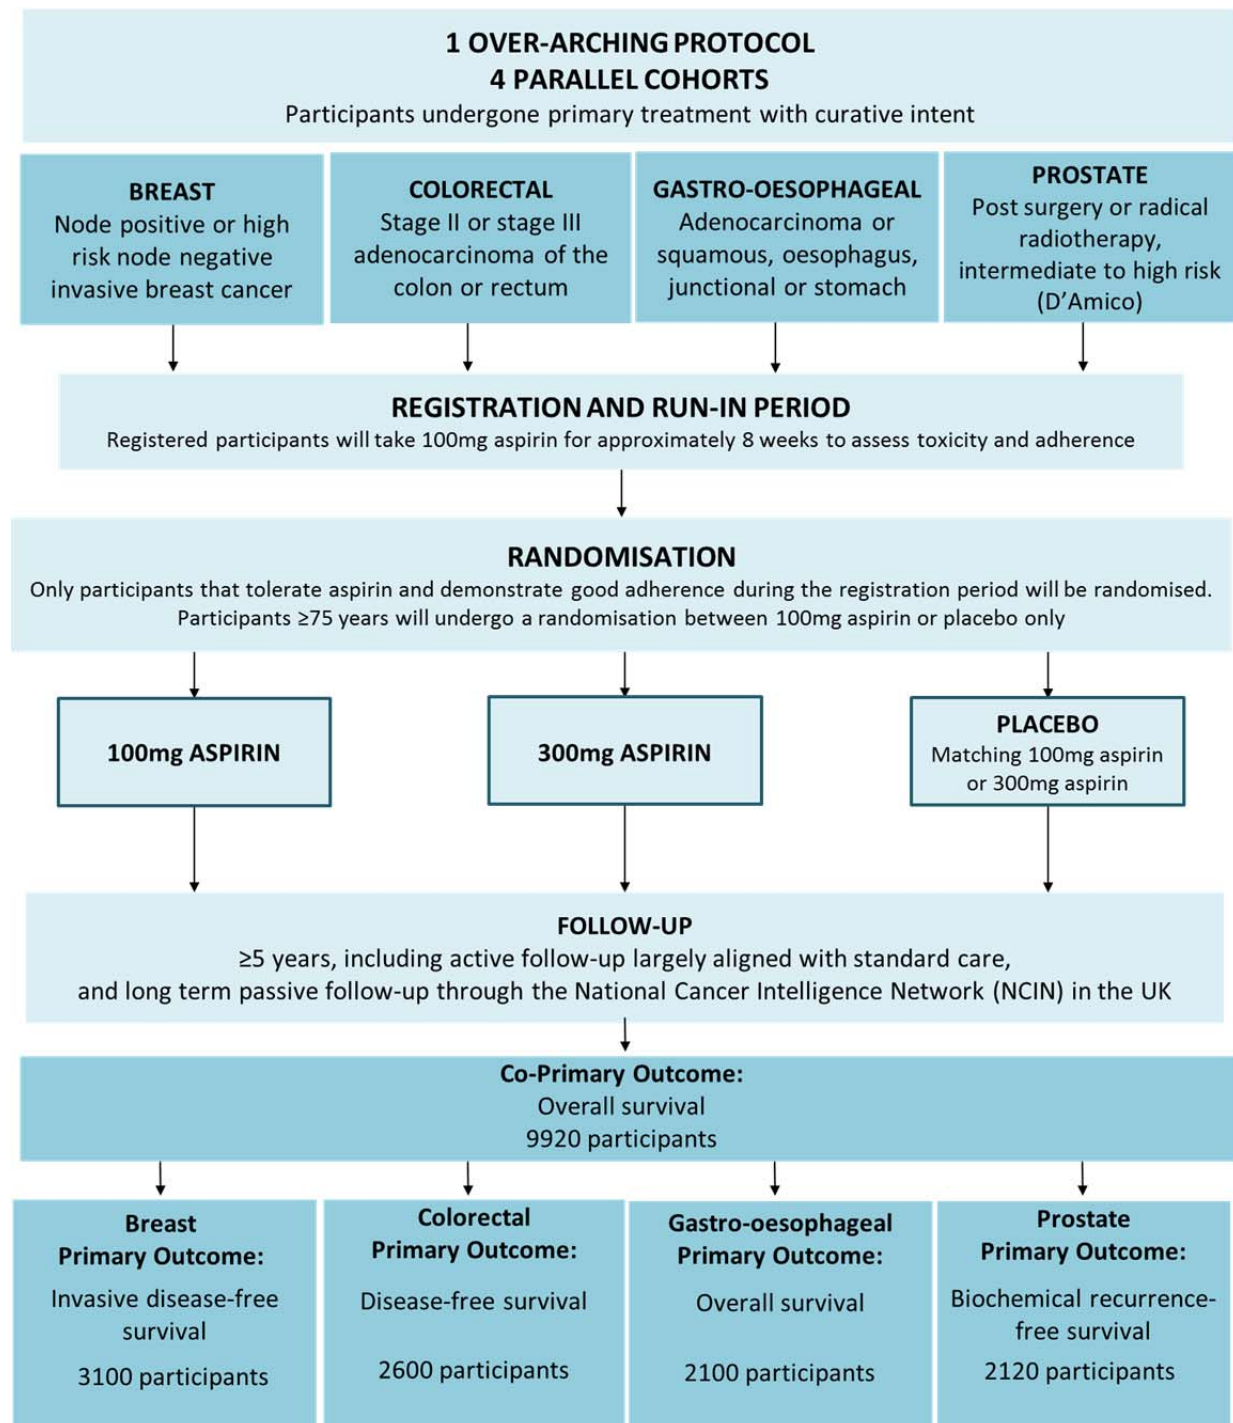 1 OVER-ARCHING PROTOCOL
4 PARALLEL COHORTS
Participants undergone primary treatment with curative intent
BREAST
Node positive or high
risk node negative
invasive breast cancer
COLORECTAL
Stage II or stage III
adenocarcinoma of the
colon or rectum
GASTRO-OESOPHAGEAL
Adenocarcinoma or
squamous, oesophagus,
junctional or stomach
PROSTATE
Post surgery or radical
radiotherapy,
intermediate to high risk
(D’Amico)
REGISTRATION AND RUN-IN PERIOD
Registered participants will take 100mg aspirin for approximately 8 weeks to assess toxicity and adherence
RANDOMISATION
Only participants that tolerate aspirin and demonstrate good adherence during the registration period will be randomised.
Participants ≥75 years will undergo a randomisation between 100mg aspirin or placebo only
100mg ASPIRIN
300mg ASPIRIN
PLACEBO
Matching 100mg aspirin
or 300mg aspirin
FOLLOW-UP
≥5 years, including active follow-up largely aligned with standard care,
and long term passive follow-up through the National Cancer Intelligence Network (NCIN) in the UK
Co-Primary Outcome:
Overall survival
9920 participants
Breast
Primary Outcome:
Invasive disease-free
survival
3100 participants
Colorectal
Primary Outcome:
Disease-free survival
2600 participants
Gastro-oesophageal
Primary Outcome:
Overall survival
2100 participants
Prostate
Primary Outcome:
Biochemical recurrence-
free survival
2120 participants